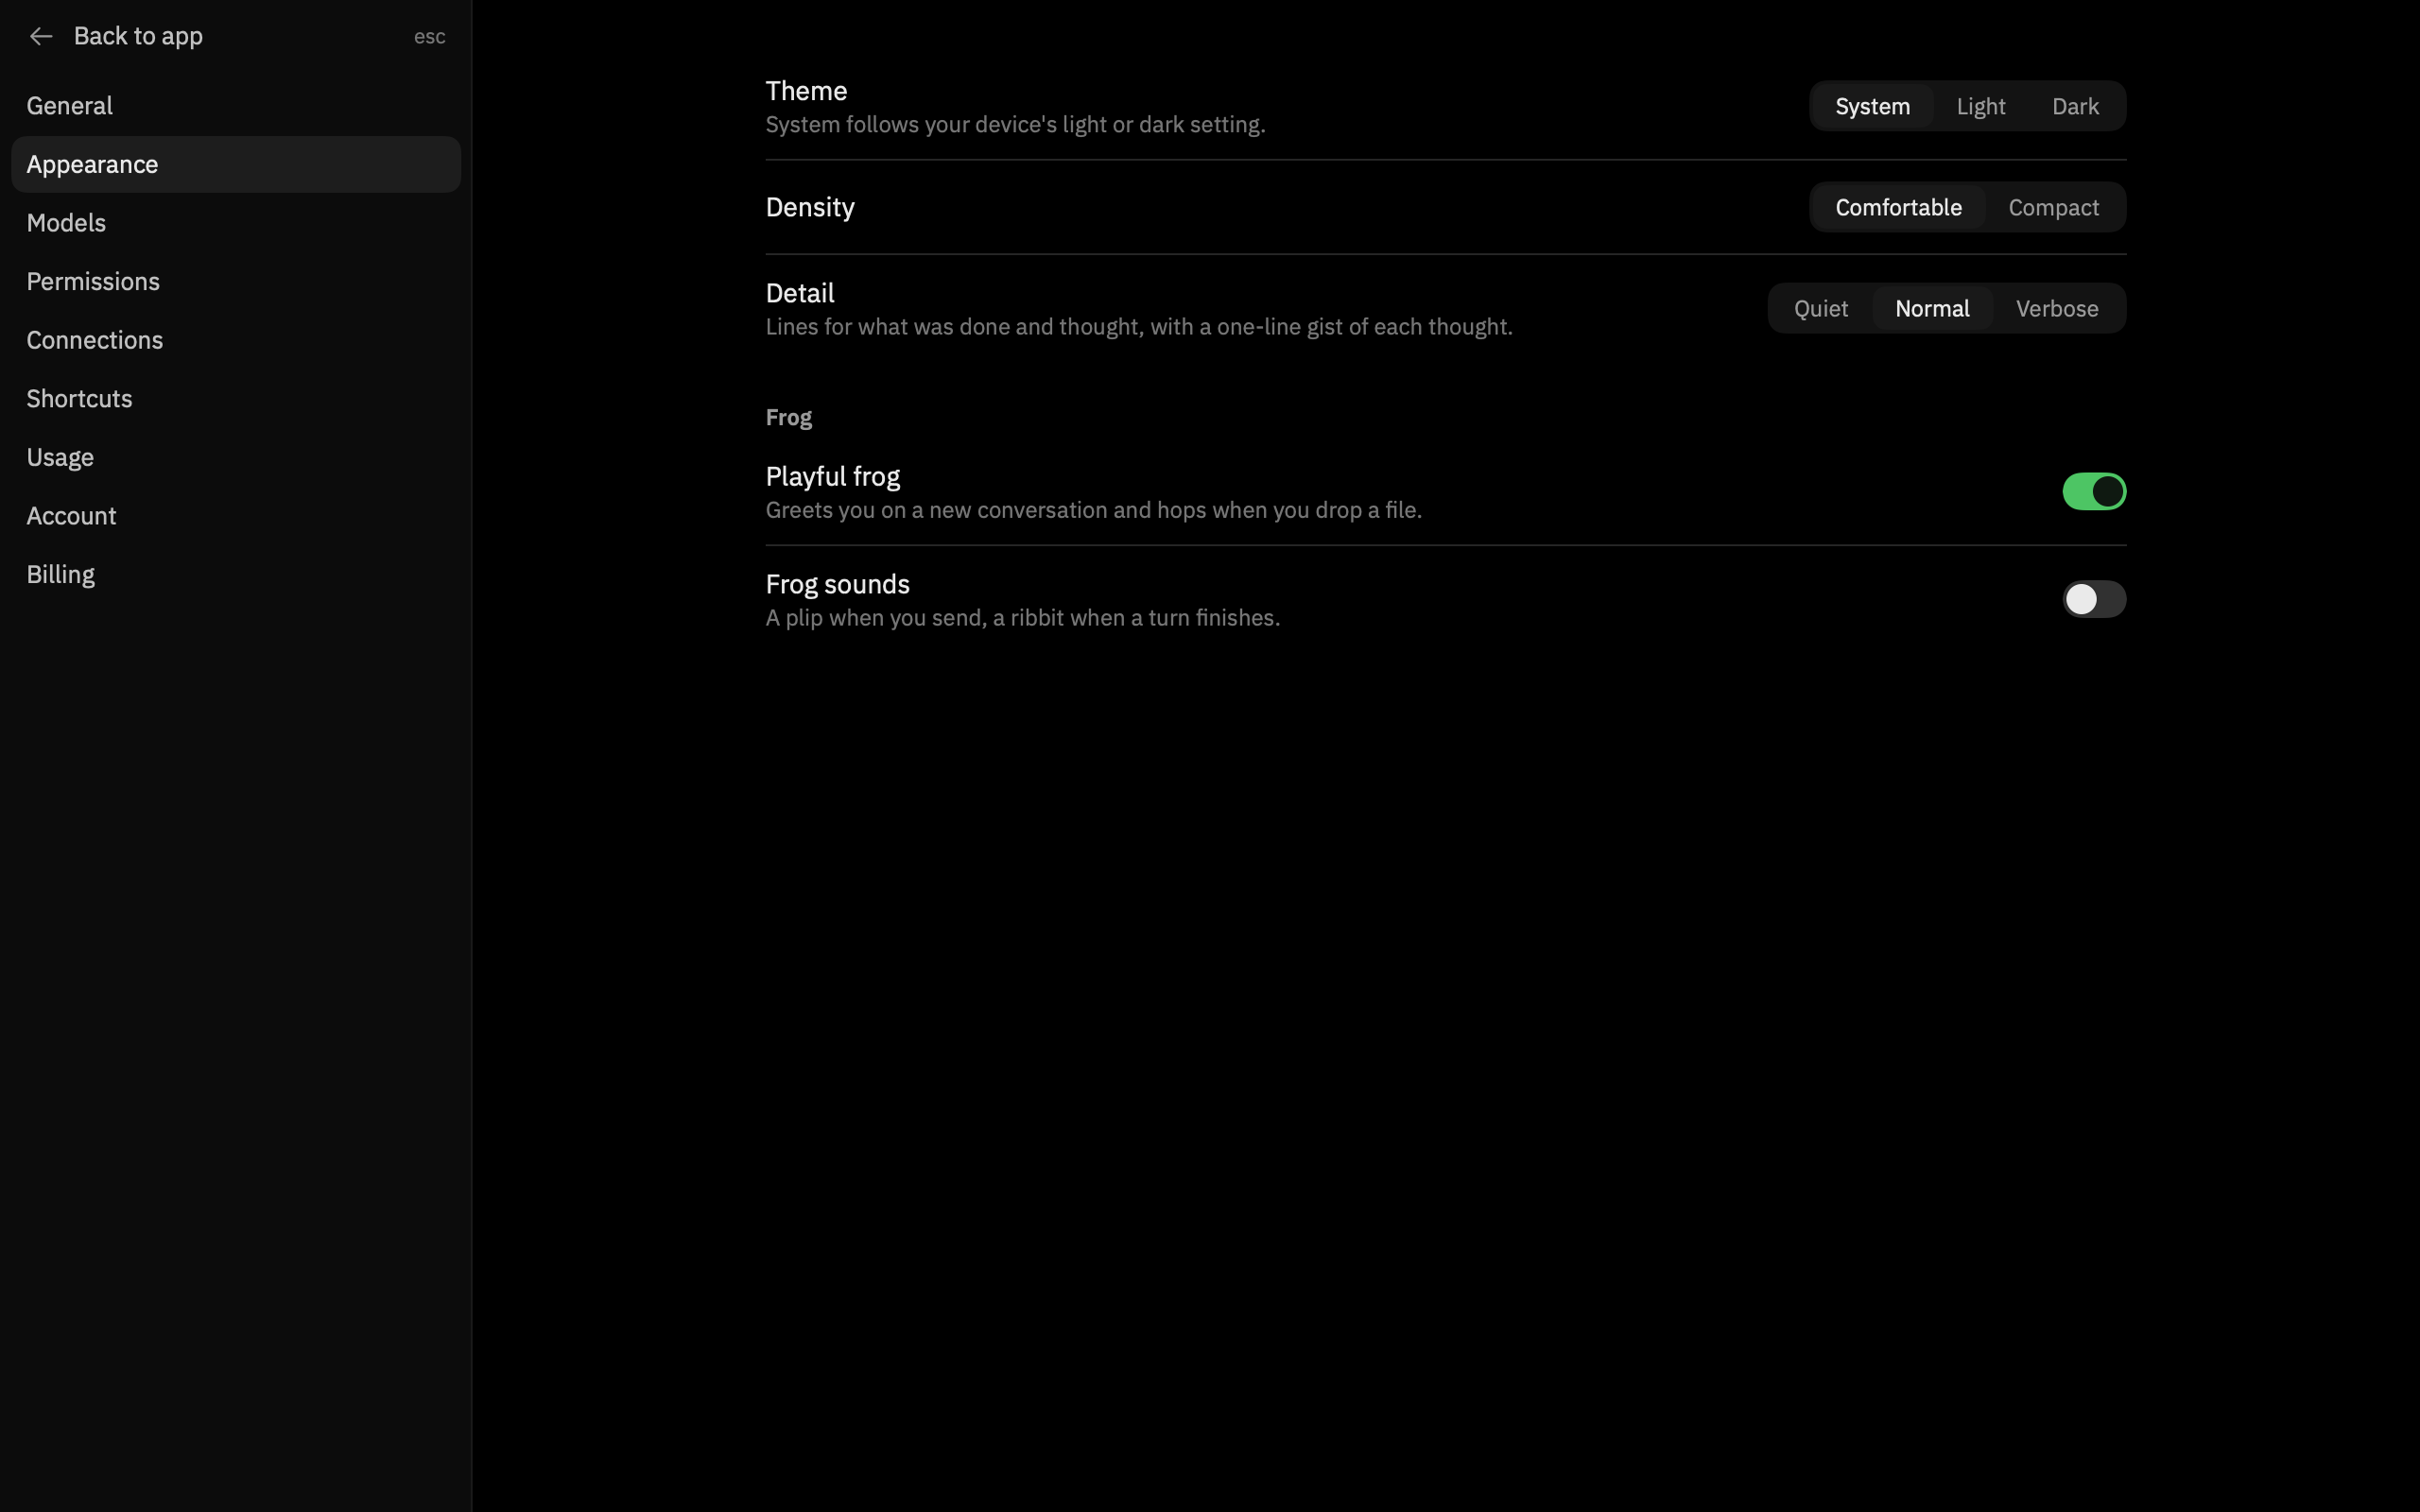 Back to app
esc
General
Appearance
Models
Permissions
Connections
Shortcuts
Usage
Account
Billing
Theme
System follows your device's light or dark setting.
System Light Dark
Density
Comfortable Compact
Detail
Lines for what was done and thought, with a one-line gist of each thought.
Quiet Normal Verbose
Frog
Playful frog
Greets you on a new conversation and hops when you drop a file.
Frog sounds
A plip when you send, a ribbit when a turn finishes.